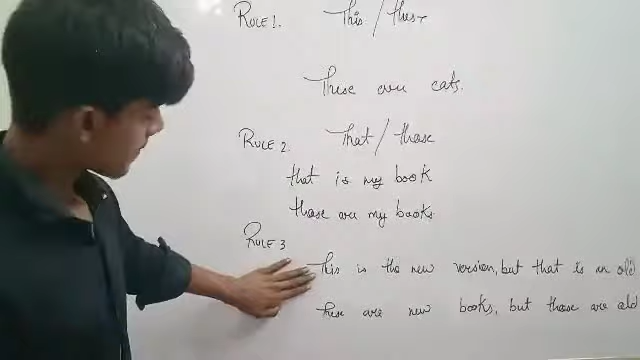 RULE 1. This / these
These are cats.
RULE 2. That / those
that is my book
those are my books.
RULE 3
This is the new version, but that is an old
These are new books, but those are old